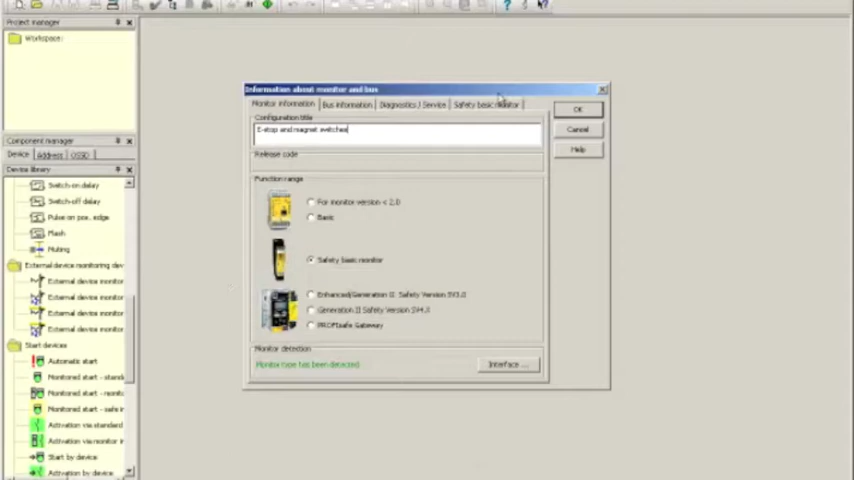 Project manager
Workspace:
Component manager
Device
Address
OSSD
Device library
Switch-on delay
Switch-off delay
Pulse on pos. edge
Flash
Muting
External device monitoring dev
External device monitor
External device monitor
External device monitor
External device monitor
Start devices
Automatic start
Monitored start - stand
Monitored start - monito
Monitored start - safe in
Activation via standard
Activation via monitor i
Start by device
Activation by device
Information about monitor and bus
Monitor information
Bus information
Diagnostics / Service
Safety basic monitor
Configuration title
E-stop and magnet switches
Release code
Function range
For monitor version < 2.0
Basic
Safety basic monitor
Enhanced/Generation II Safety Version SV3.0
Generation II Safety Version SV4.x
PROFIsafe Gateway
Monitor detection
Monitor type has been detected
Interface ...
OK
Cancel
Help